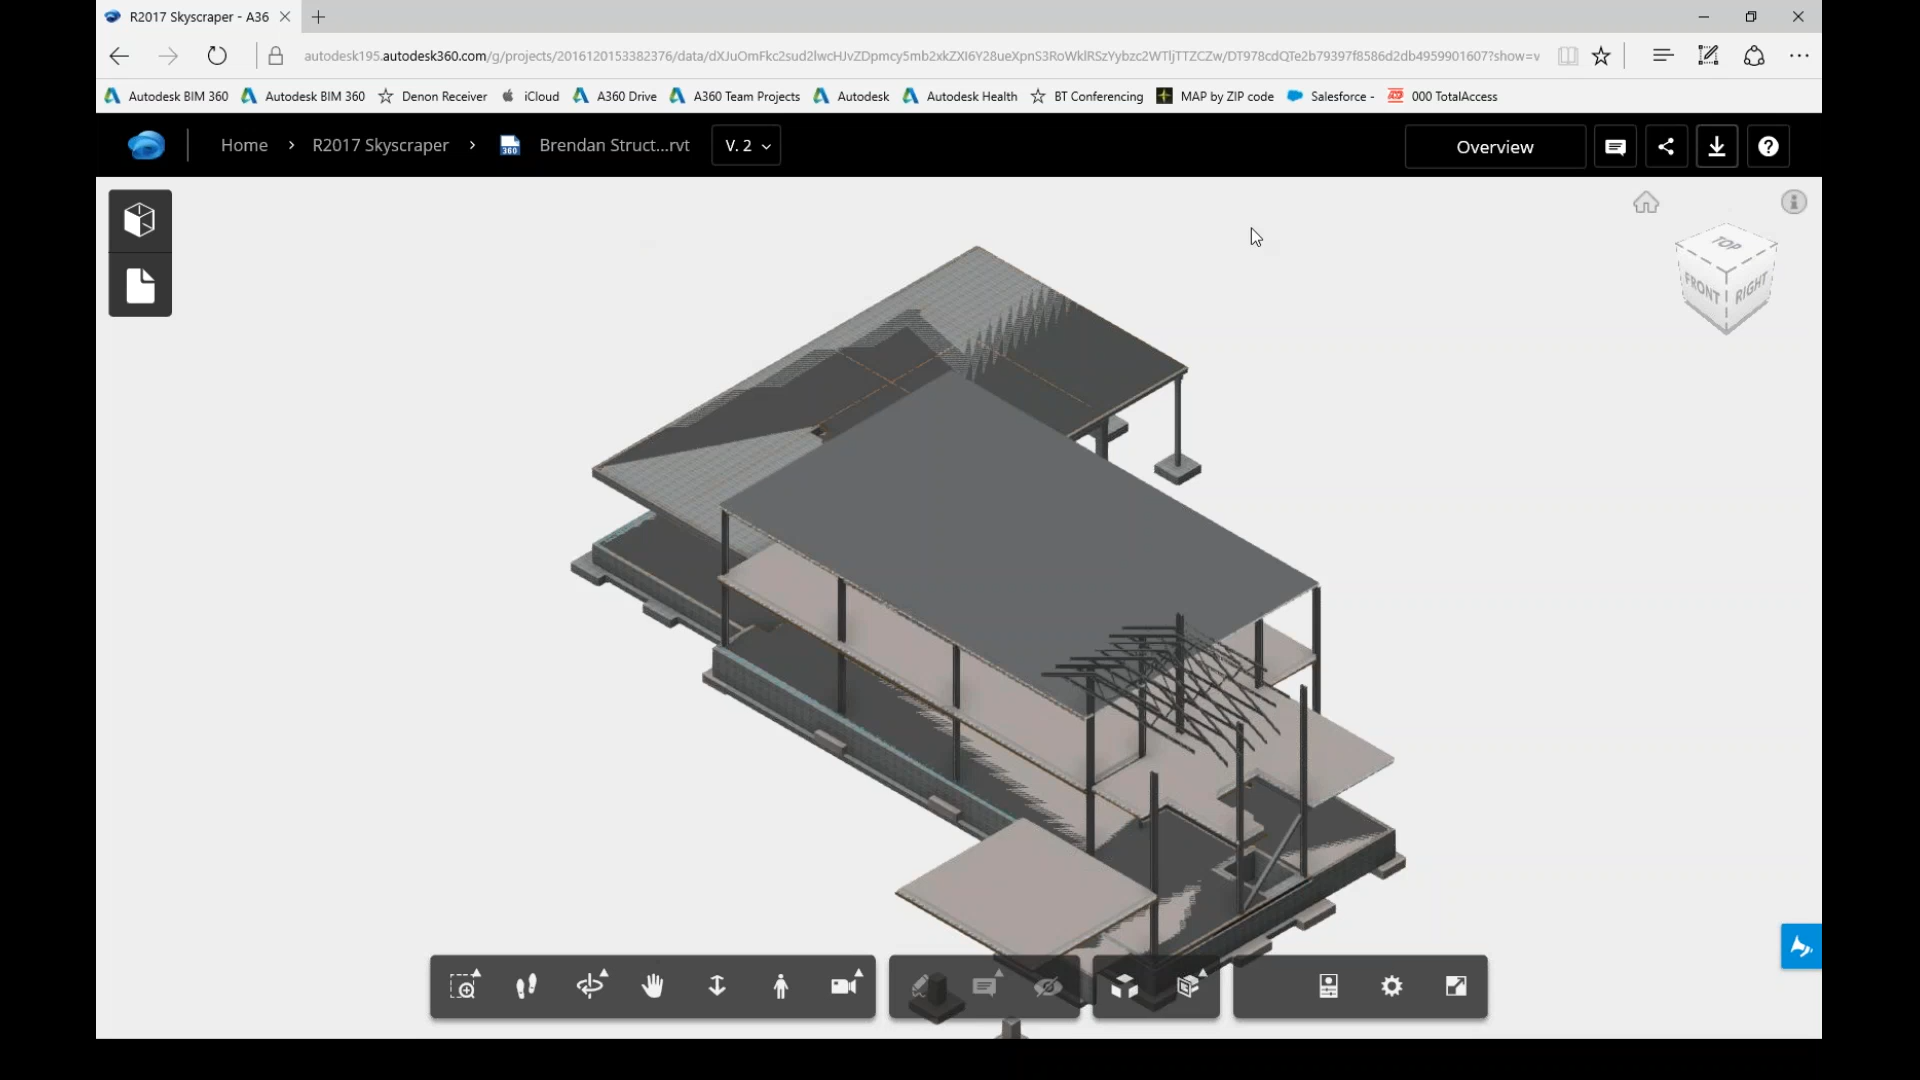 R2017 Skyscraper - A36
autodesk195.autodesk360.com/g/projects/2016120153382376/data/dXJuOmFkc2sud2lwcHJvZDpmcy5mb2xkZXI6Y28ueXpnS3RoWklRSzYybzc2WTljTTZCZw/DT978cdQTe2b79397f8586d2db4959901607?show=v
Autodesk BIM 360 Autodesk BIM 360 Denon Receiver iCloud A360 Drive A360 Team Projects Autodesk Autodesk Health BT Conferencing MAP by ZIP code Salesforce - 000 TotalAccess
Home > R2017 Skyscraper > 360 Brendan Struct...rvt V. 2 Overview
TOP
FRONT RIGHT